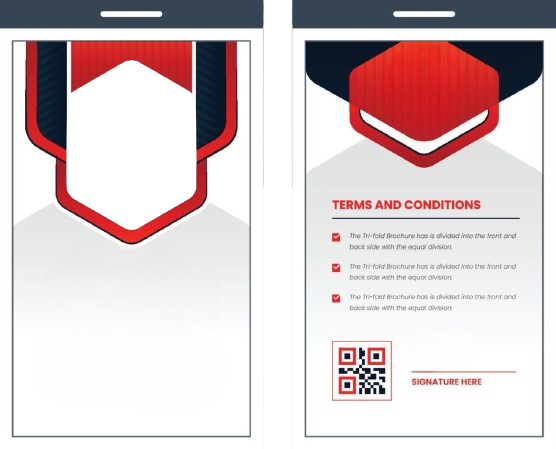 TERMS AND CONDITIONS
The Tri-fold Brochure has is divided into the front and
back side with the equal division.
The Tri-fold Brochure has is divided into the front and
back side with the equal division.
The Tri-fold Brochure has is divided into the front and
back side with the equal division.
SIGNATURE HERE